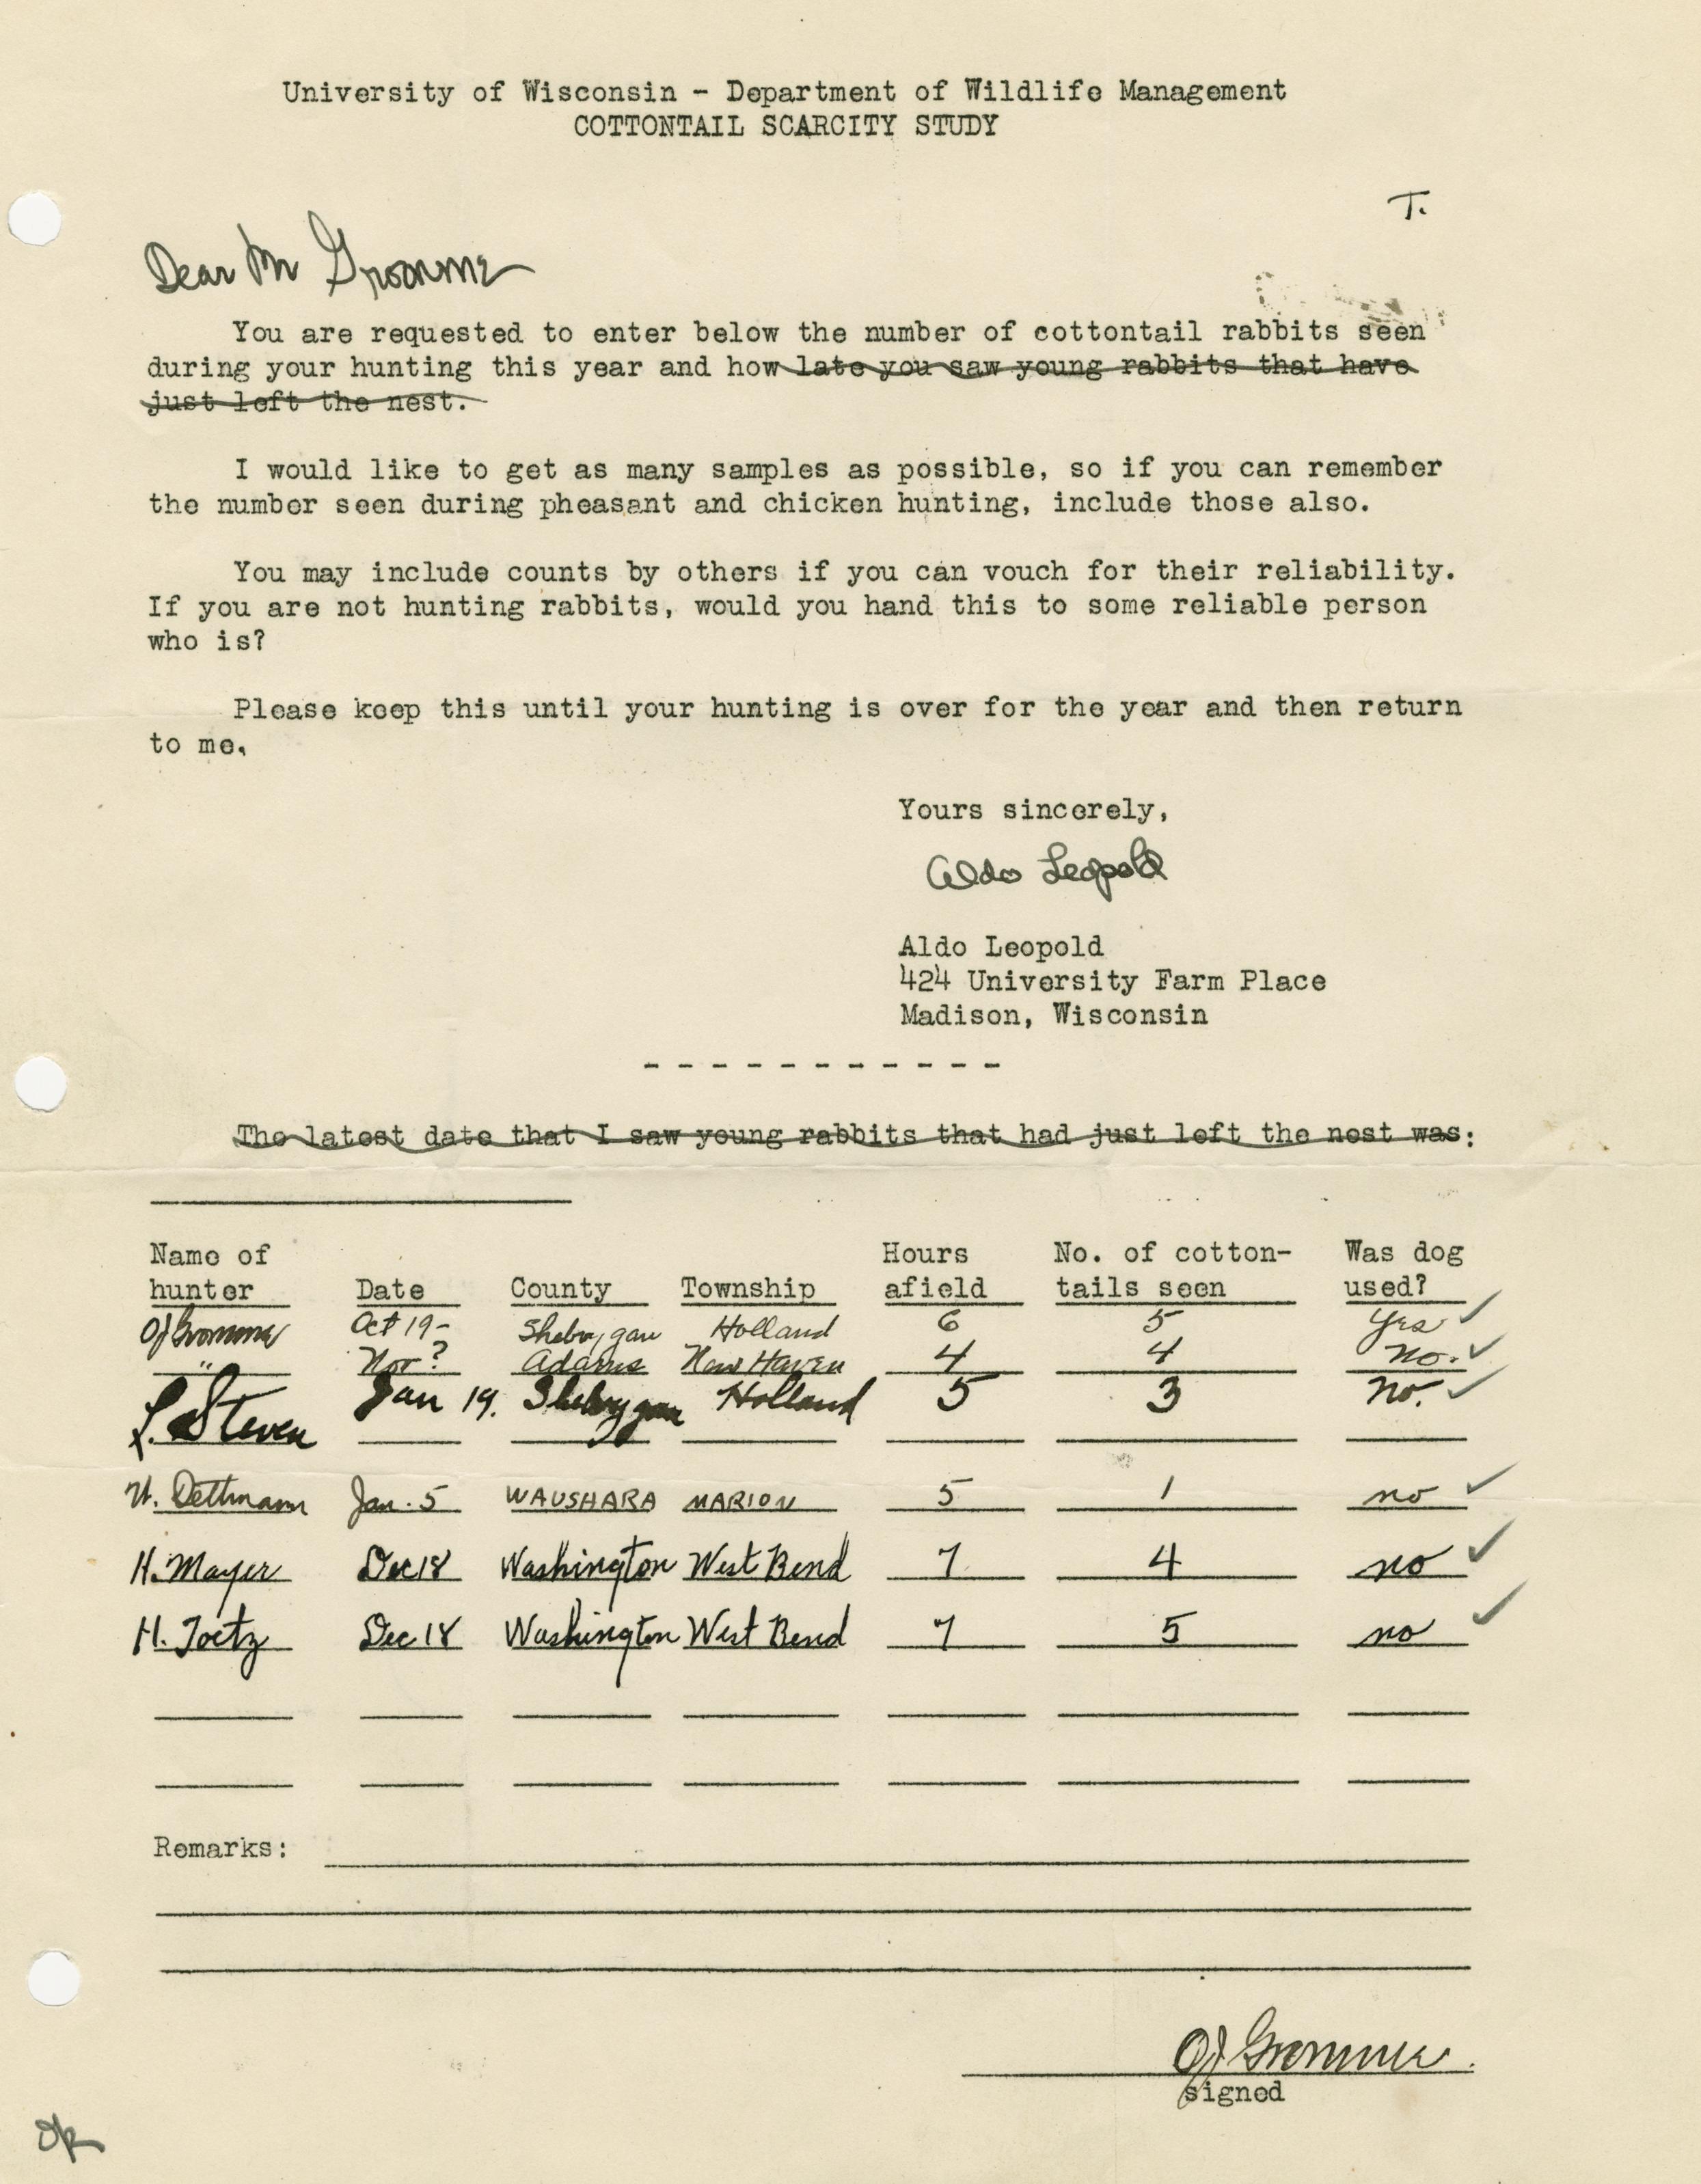 University of Wisconsin - Department of Wildlife Management
COTTONTAIL SCARCITY STUDY
T.
Dear Mr Gromme
You are requested to enter below the number of cottontail rabbits seen
during your hunting this year and how late you saw young rabbits that have
just left the nest.
I would like to get as many samples as possible, so if you can remember
the number seen during pheasant and chicken hunting, include those also.
You may include counts by others if you can vouch for their reliability.
If you are not hunting rabbits, would you hand this to some reliable person
who is?
Please keep this until your hunting is over for the year and then return
to me.
Yours sincerely,
Aldo Leopold
Aldo Leopold
424 University Farm Place
Madison, Wisconsin
- - - - - - - - - - -
The latest date that I saw young rabbits that had just left the nest was:
Name of Hours No. of cotton- Was dog
hunter Date County Township afield tails seen used?
OJ Gromme Oct 19- Sheboygan Holland 6 5 Yes ✓
" Nov? Adams New Haven 4 4 No. ✓
L. Steven Jan 19. Sheboygan Holland 5 3 No. ✓
W. Dettmann Jan. 5 WAUSHARA MARION 5 1 no ✓
H. Mayer Dec 18 Washington West Bend 7 4 no ✓
H. Joetz Dec 18 Washington West Bend 7 5 no ✓
Remarks:
OJ Gromme.
signed